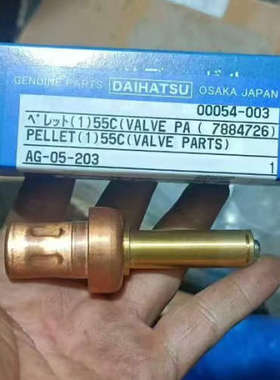 GENUINE PARTS DAIHATSU OSAKA JAPAN
00054-003
ペレット(1)55C(VALVE PA ( 7884726)
PELLET(1)55C(VALVE PARTS)
AG-05-203 1